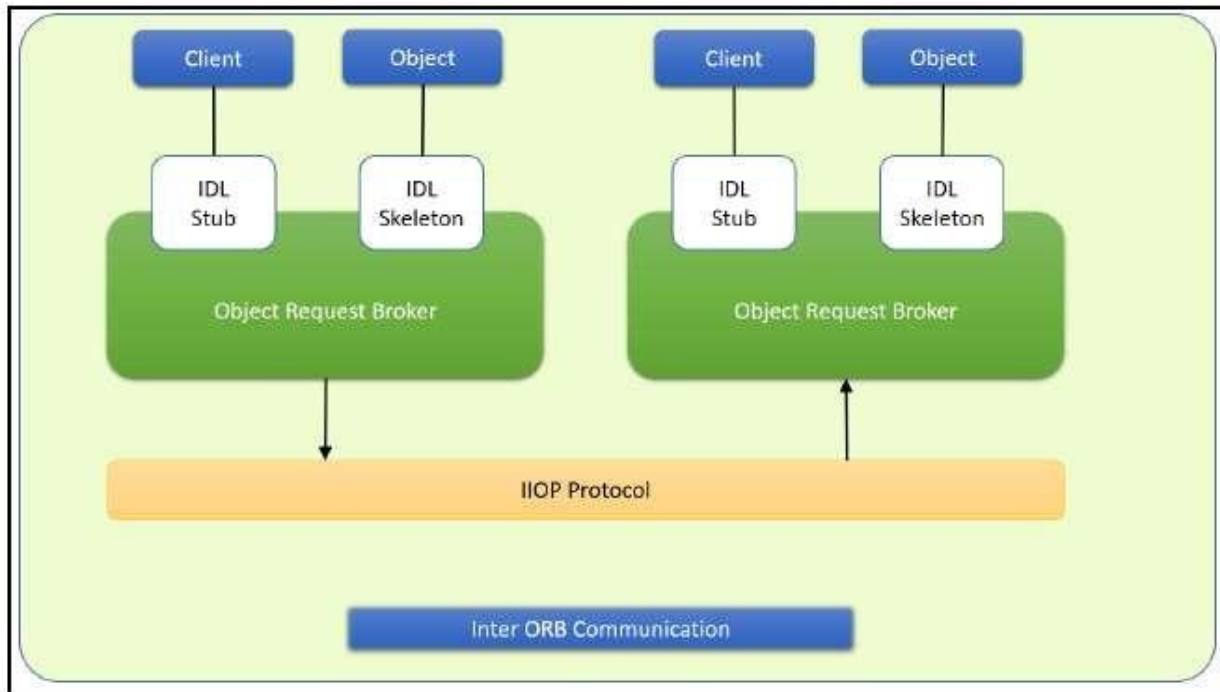 Client
Object
Client
Object
IDL
Stub
IDL
Skeleton
IDL
Stub
IDL
Skeleton
Object Request Broker
Object Request Broker
IIOP Protocol
Inter ORB Communication